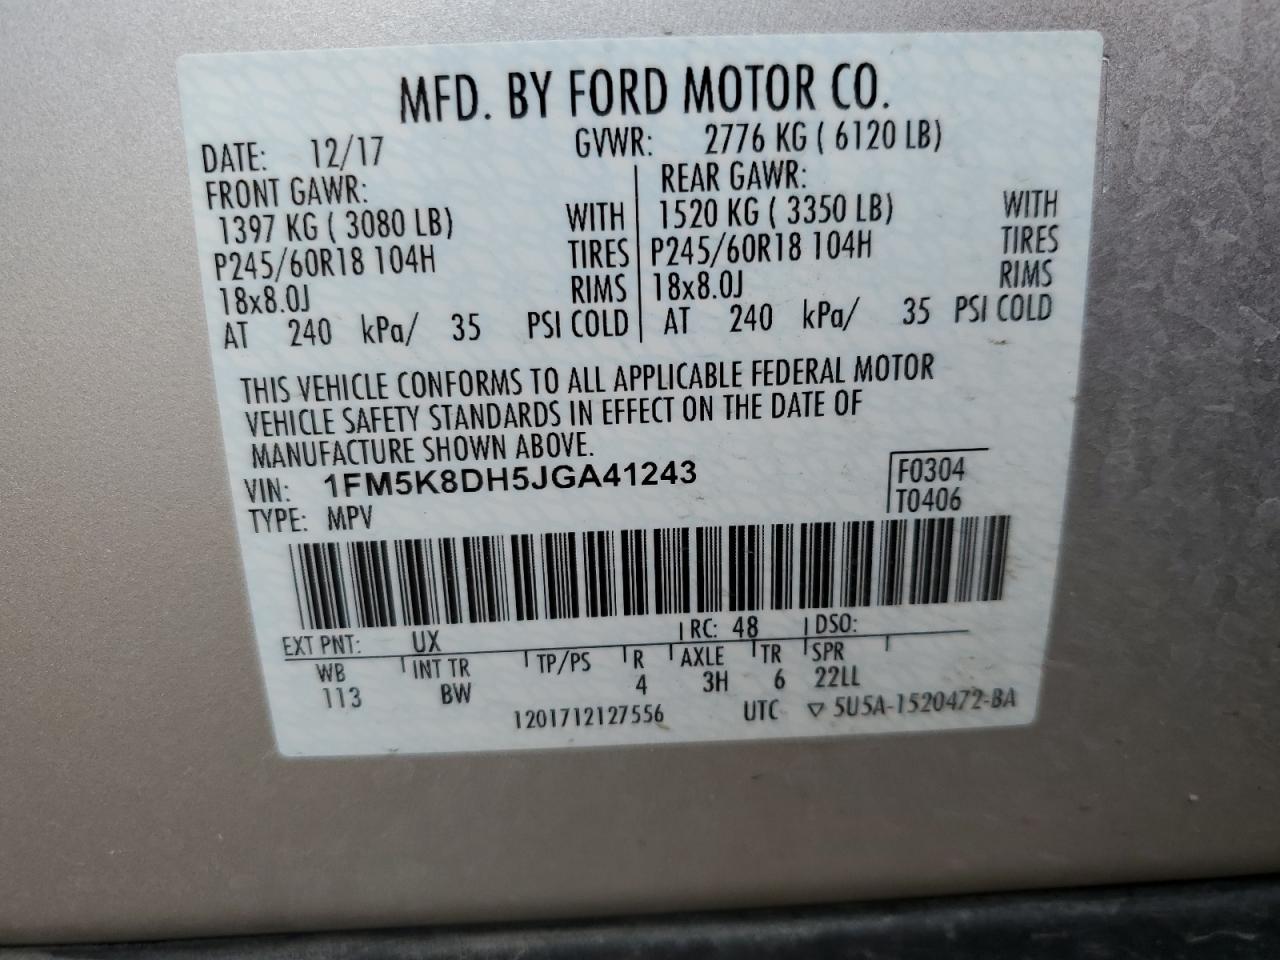 MFD. BY FORD MOTOR CO.
DATE: 12/17 GVWR: 2776 KG ( 6120 LB)
FRONT GAWR: REAR GAWR:
1397 KG ( 3080 LB) WITH 1520 KG ( 3350 LB) WITH
P245/60R18 104H TIRES P245/60R18 104H TIRES
18x8.0J RIMS 18x8.0J RIMS
AT 240 kPa/ 35 PSI COLD AT 240 kPa/ 35 PSI COLD
THIS VEHICLE CONFORMS TO ALL APPLICABLE FEDERAL MOTOR
VEHICLE SAFETY STANDARDS IN EFFECT ON THE DATE OF
MANUFACTURE SHOWN ABOVE.
VIN: 1FM5K8DH5JGA41243 F0304
TYPE: MPV T0406
EXT PNT: UX RC: 48 DSO:
WB INT TR TP/PS R AXLE TR SPR
113 BW 4 3H 6 22LL
1201712127556 UTC ▽ 5U5A-1520472-BA